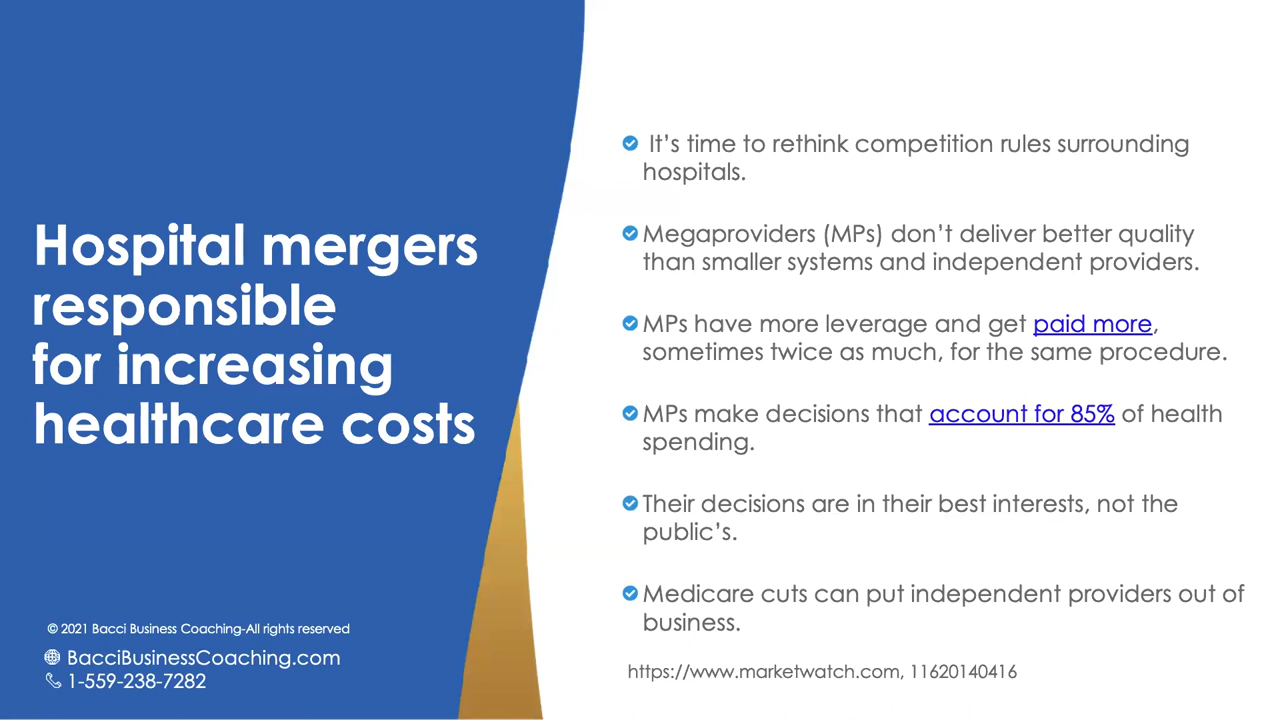 Hospital mergers
responsible
for increasing
healthcare costs
© 2021 Bacci Business Coaching-All rights reserved
BacciBusinessCoaching.com
1-559-238-7282
It’s time to rethink competition rules surrounding
hospitals.
Megaproviders (MPs) don’t deliver better quality
than smaller systems and independent providers.
MPs have more leverage and get paid more,
sometimes twice as much, for the same procedure.
MPs make decisions that account for 85% of health
spending.
Their decisions are in their best interests, not the
public’s.
Medicare cuts can put independent providers out of
business.
https://www.marketwatch.com, 11620140416